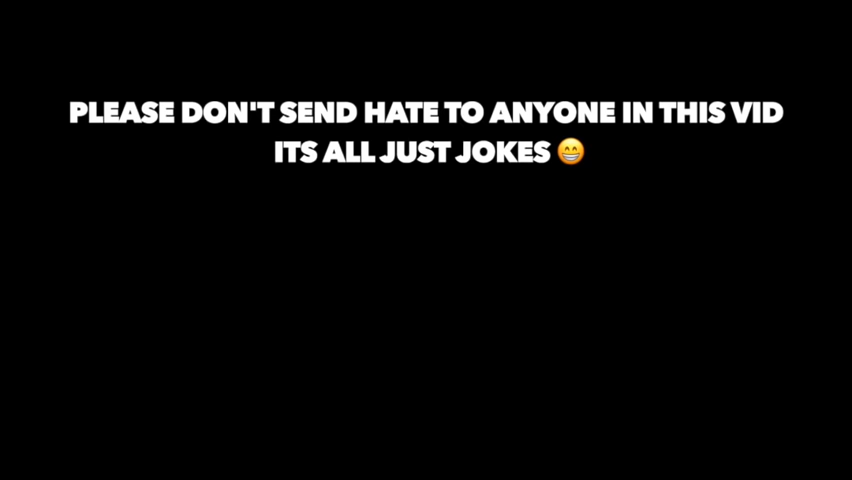 PLEASE DON'T SEND HATE TO ANYONE IN THIS VID
ITS ALL JUST JOKES 😁